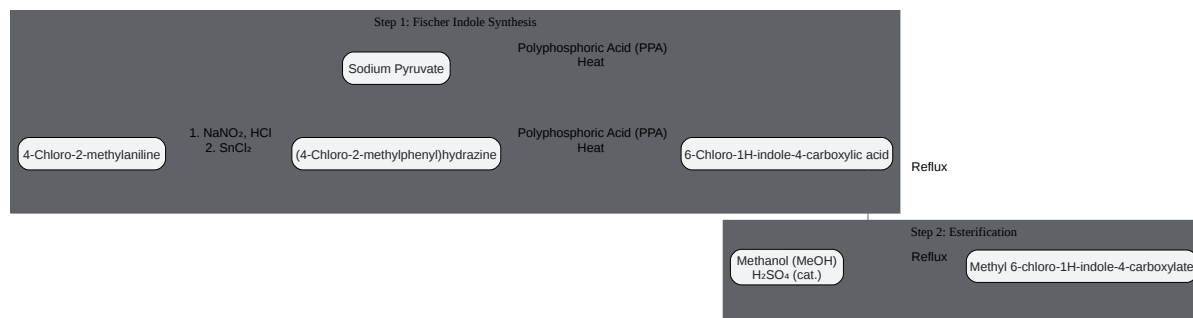 Step 1: Fischer Indole Synthesis
Polyphosphoric Acid (PPA)
Heat
Sodium Pyruvate
1. NaNO₂, HCl
2. SnCl₂
Polyphosphoric Acid (PPA)
Heat
4-Chloro-2-methylaniline
(4-Chloro-2-methylphenyl)hydrazine
6-Chloro-1H-indole-4-carboxylic acid
Reflux
Step 2: Esterification
Methanol (MeOH)
H₂SO₄ (cat.)
Reflux
Methyl 6-chloro-1H-indole-4-carboxylate